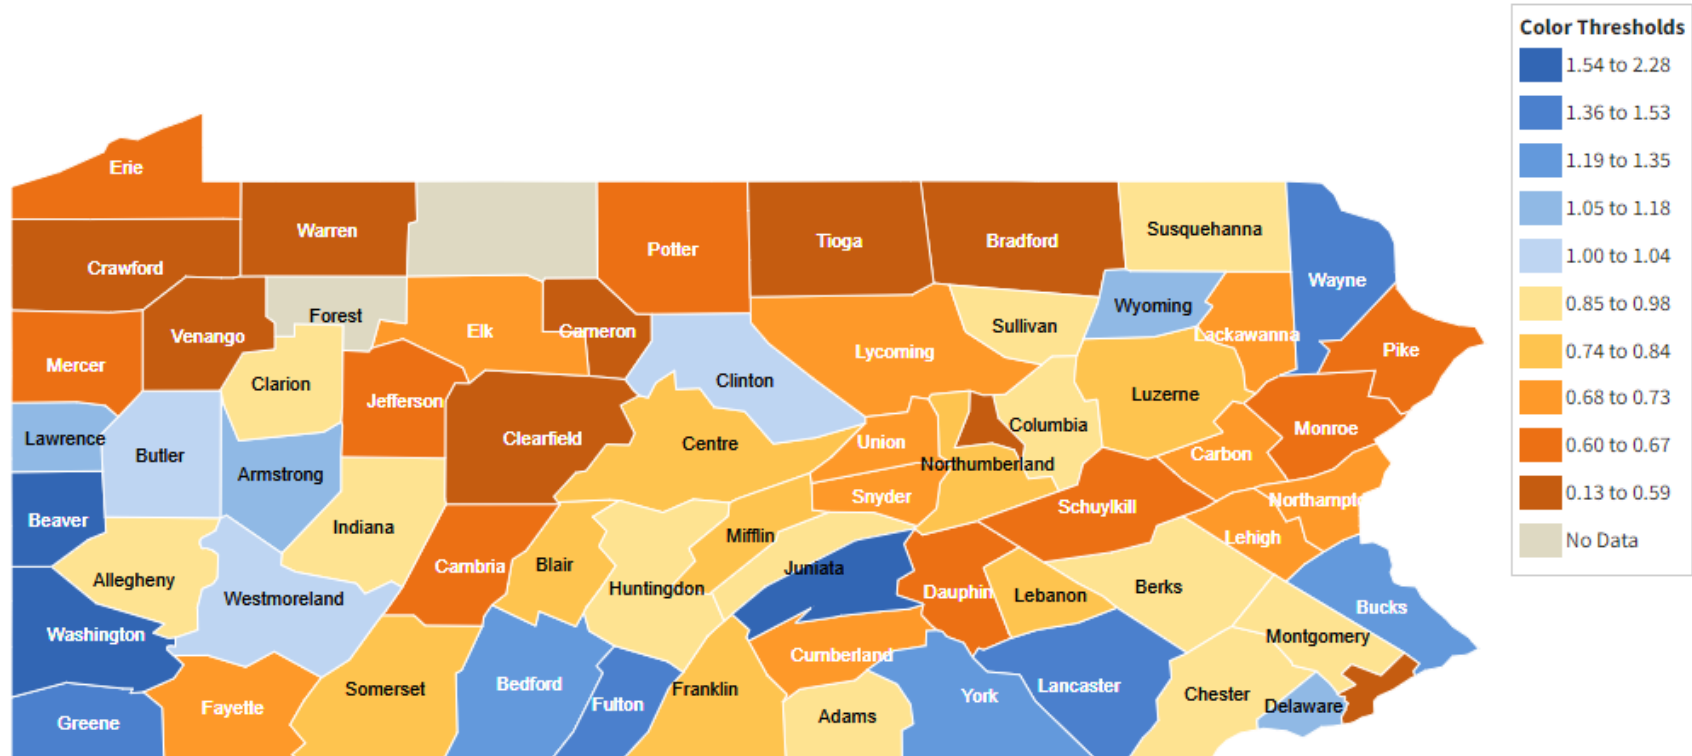 Color Thresholds
1.54 to 2.28
1.36 to 1.53
1.19 to 1.35
1.05 to 1.18
1.00 to 1.04
0.85 to 0.98
0.74 to 0.84
0.68 to 0.73
0.60 to 0.67
0.13 to 0.59
No Data
Erie
Warren
Crawford
Potter
Tioga
Bradford
Susquehanna
Wayne
Forest
Venango
Elk
Cameron
Sullivan
Wyoming
Lackawanna
Mercer
Lycoming
Pike
Clarion
Clinton
Luzerne
Jefferson
Lawrence
Butler
Clearfield
Centre
Union
Columbia
Monroe
Carbon
Armstrong
Northumberland
Snyder
Schuylkill
Northampto
Beaver
Indiana
Mifflin
Lehigh
Allegheny
Cambria
Blair
Juniata
Huntingdon
Dauphin
Lebanon
Berks
Westmoreland
Bucks
Washington
Montgomery
Cumberland
Somerset
Bedford
Franklin
Lancaster
York
Chester
Fulton
Fayette
Delaware
Greene
Adams